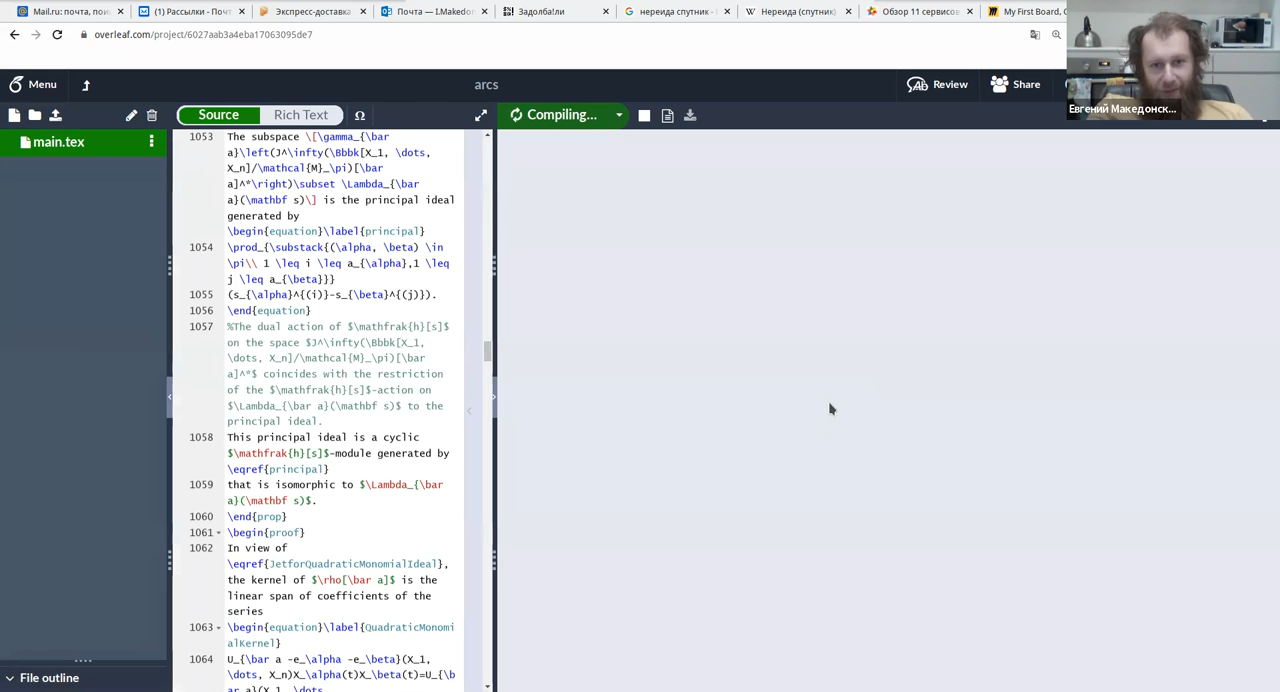 Mail.ru: почта, пои
(1) Рассылки - Почт
Экспресс-доставка
Почта — I.Makedor
Задолба!ли
нереида спутник -
Нереида (спутник)
Обзор 11 сервисов
My First Board, 
overleaf.com/project/6027aab3a4eba17063095de7
Menu
arcs
Review
Share
Евгений Македонск...
Source
Rich Text
Ω
Compiling...
main.tex
1053 The subspace \[\gamma_{\bar
a}\left(J^\infty(\Bbbk[X_1, \dots,
X_n]/\mathcal{M}_\pi)[\bar
a]^*\right)\subset \Lambda_{\bar
a}(\mathbf s)\] is the principal ideal
generated by
\begin{equation}\label{principal}
1054 \prod_{\substack{(\alpha, \beta) \in
\pi\\ 1 \leq i \leq a_{\alpha},1 \leq
j \leq a_{\beta}}}
1055 (s_{\alpha}^{(i)}-s_{\beta}^{(j)}).
1056 \end{equation}
1057 %The dual action of $\mathfrak{h}[s]$
on the space $J^\infty(\Bbbk[X_1,
\dots, X_n]/\mathcal{M}_\pi)[\bar
a]^*$ coincides with the restriction
of the $\mathfrak{h}[s]$-action on
$\Lambda_{\bar a}(\mathbf s)$ to the
principal ideal.
1058 This principal ideal is a cyclic
$\mathfrak{h}[s]$-module generated by
\eqref{principal}
1059 that is isomorphic to $\Lambda_{\bar
a}(\mathbf s)$.
1060 \end{prop}
1061 \begin{proof}
1062 In view of
\eqref{JetforQuadraticMonomialIdeal},
the kernel of $\rho[\bar a]$ is the
linear span of coefficients of the
series
1063 \begin{equation}\label{QuadraticMonomi
alKernel}
1064 U_{\bar a -e_\alpha -e_\beta}(X_1,
\dots, X_n)X_\alpha(t)X_\beta(t)=U_{\b
ar a}(X_1, \dots,
File outline